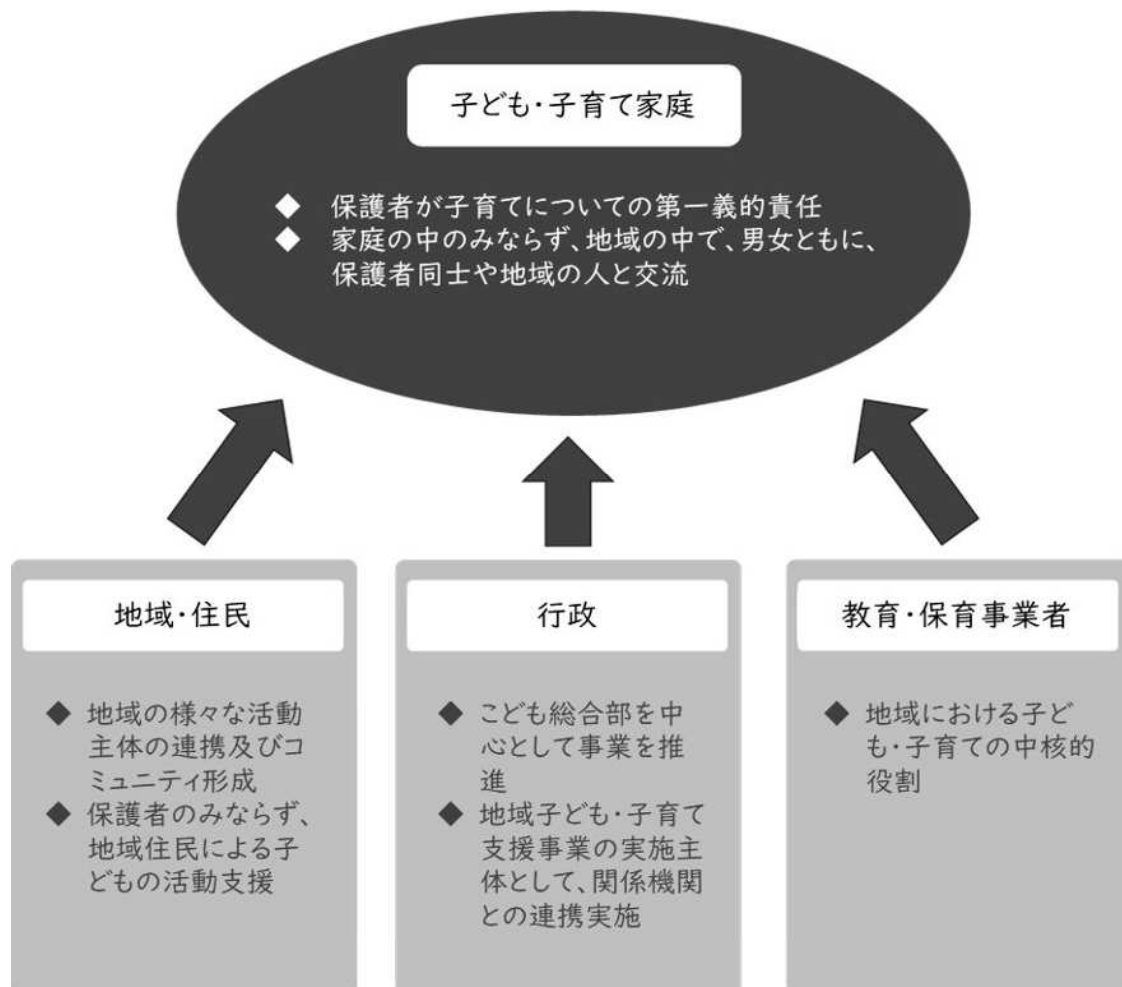 子ども・子育て家庭
◆ 保護者が子育てについての第一義的責任
◆ 家庭の中のみならず、地域の中で、男女ともに、
保護者同士や地域の人と交流
地域・住民
◆ 地域の様々な活動
主体の連携及びコ
ミュニティ形成
◆ 保護者のみならず、
地域住民による子
どもの活動支援
行政
◆ こども総合部を中
心として事業を推
進
◆ 地域子ども・子育て
支援事業の実施主
体として、関係機関
との連携実施
教育・保育事業者
◆ 地域における子ど
も・子育ての中核的
役割